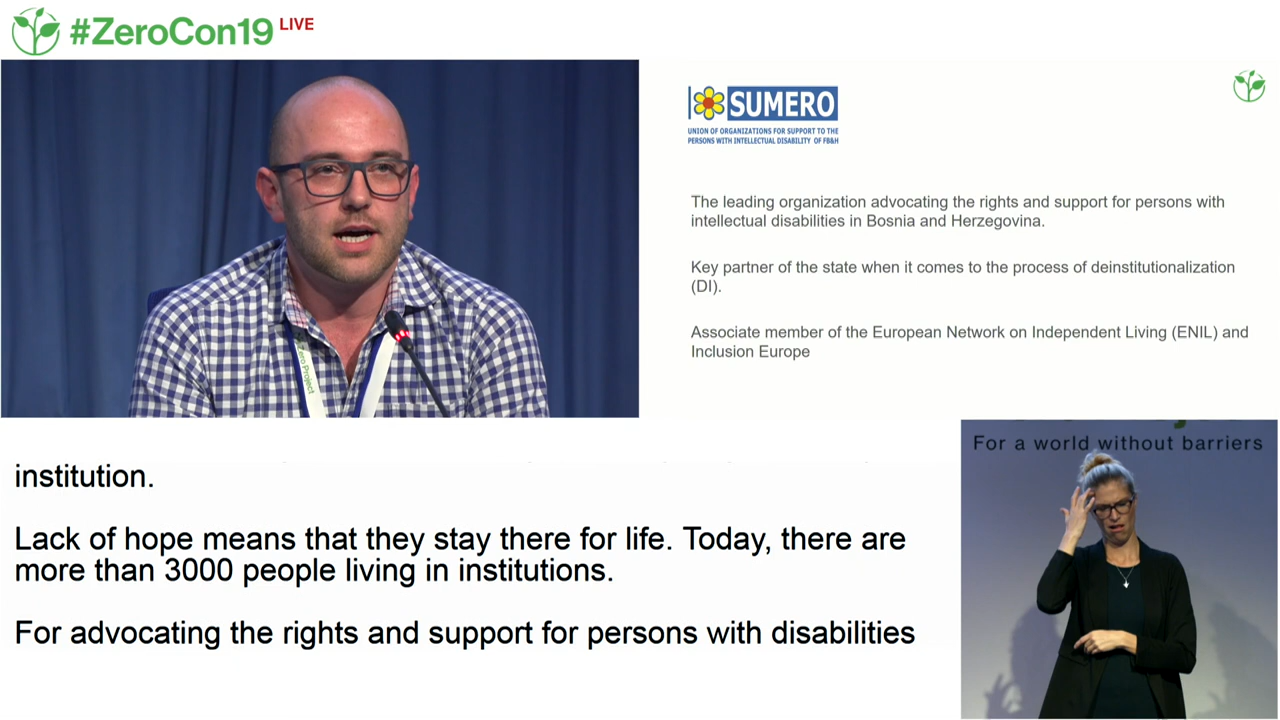 #ZeroCon19 LIVE
SUMERO
UNION OF ORGANIZATIONS FOR SUPPORT TO THE
PERSONS WITH INTELLECTUAL DISABILITY OF FB&H
The leading organization advocating the rights and support for persons with
intellectual disabilities in Bosnia and Herzegovina.
Key partner of the state when it comes to the process of deinstitutionalization
(DI).
Associate member of the European Network on Independent Living (ENIL) and
Inclusion Europe
Zero Project
For a world without barriers
institution.
Lack of hope means that they stay there for life. Today, there are
more than 3000 people living in institutions.
For advocating the rights and support for persons with disabilities